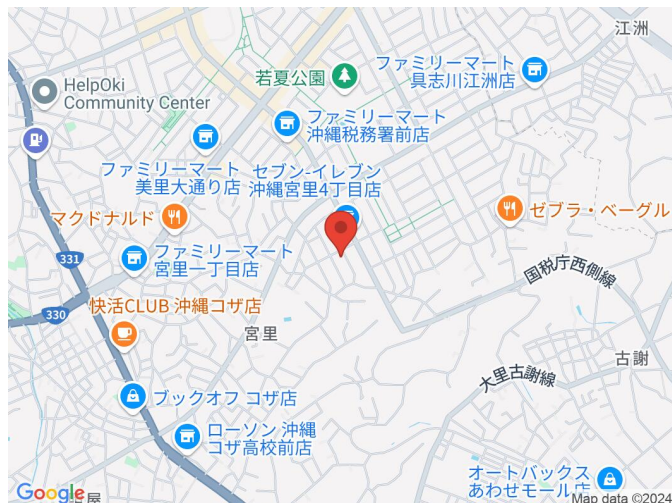 江洲
HelpOki
Community Center
若夏公園
ファミリーマート
具志川江洲店
ファミリーマート
沖縄税務署前店
ファミリーマート
美里大通り店
セブン-イレブン
沖縄宮里4丁目店
マクドナルド
ゼブラ・ベーグル
ファミリーマート
宮里一丁目店
331
330
国税庁西側線
快活CLUB 沖縄コザ店
宮里
古謝
大里古謝線
ブックオフ コザ店
ローソン 沖縄
コザ高校前店
オートバックス
あわせモール店
Google
屋
Map data ©2024